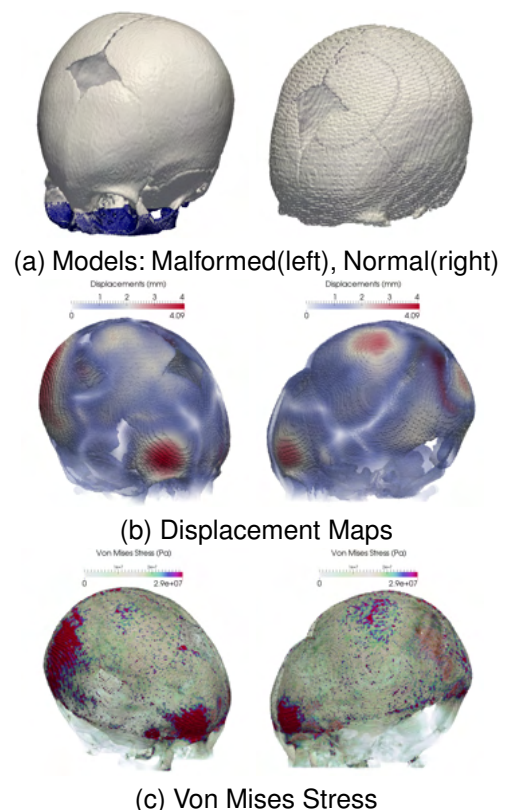 (a) Models: Malformed(left), Normal(right)
Displacements (mm)
1 2 3 4
0 4.09
Displacements (mm)
1 2 3 4
0 4.09
(b) Displacement Maps
Von Mises Stress (Pa)
0 2.9e+07
Von Mises Stress (Pa)
0 2.9e+07
(c) Von Mises Stress